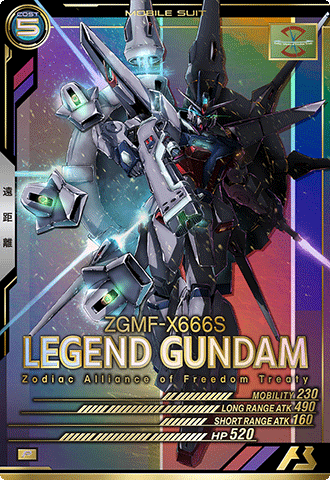 COST
5
MOBILE SUIT
遠距離
ZGMF-X666S
LEGEND GUNDAM
Zodiac Alliance of Freedom Treaty
MOBILITY 230
LONG RANGE ATK 490
SHORT RANGE ATK 160
HP 520